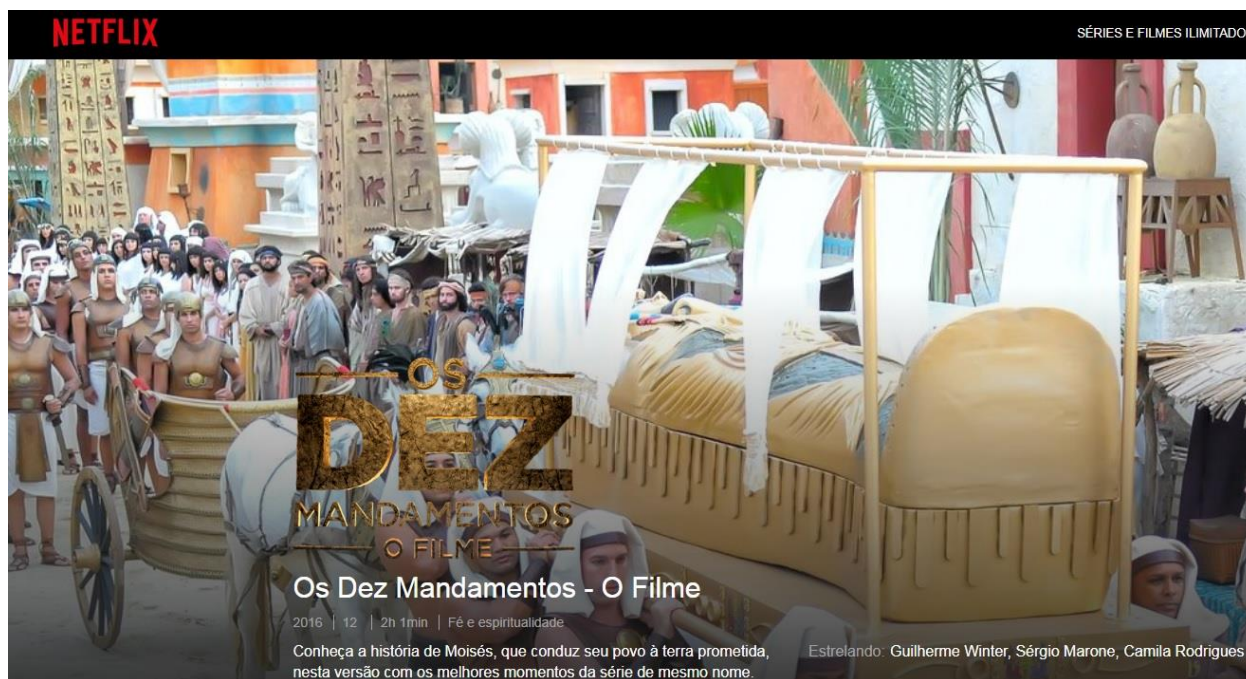 NETFLIX
SÉRIES E FILMES ILIMITADO
OS
DEZ
MANDAMENTOS
O FILME
Os Dez Mandamentos - O Filme
2016 | 12 | 2h 1min | Fé e espiritualidade
Conheça a história de Moisés, que conduz seu povo à terra prometida,
nesta versão com os melhores momentos da série de mesmo nome.
Estrelando: Guilherme Winter, Sérgio Marone, Camila Rodrigues